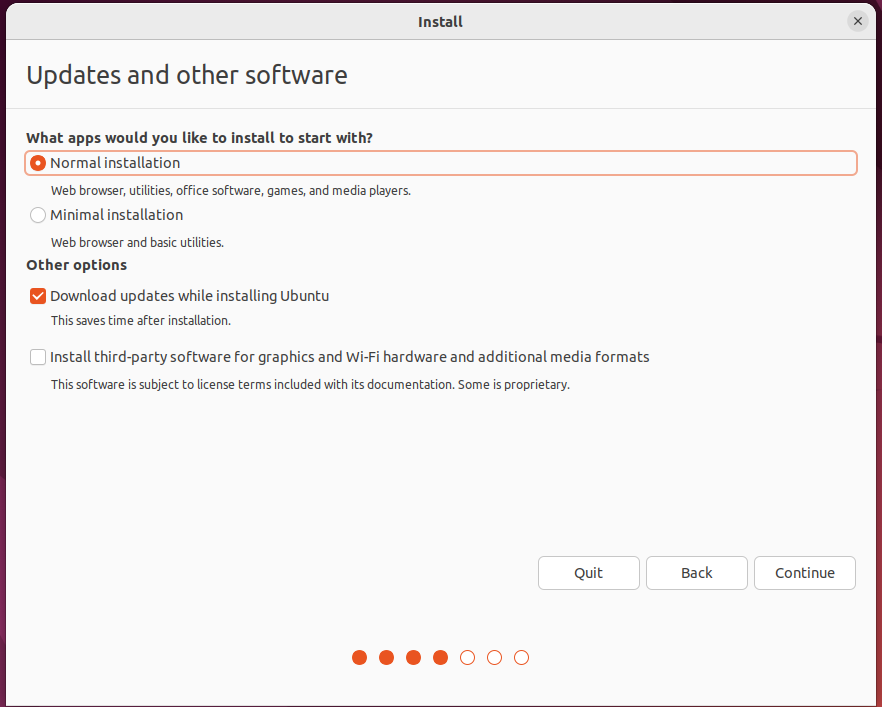 Install
Updates and other software
What apps would you like to install to start with?
Normal installation
Web browser, utilities, office software, games, and media players.
Minimal installation
Web browser and basic utilities.
Other options
Download updates while installing Ubuntu
This saves time after installation.
Install third-party software for graphics and Wi-Fi hardware and additional media formats
This software is subject to license terms included with its documentation. Some is proprietary.
Quit
Back
Continue